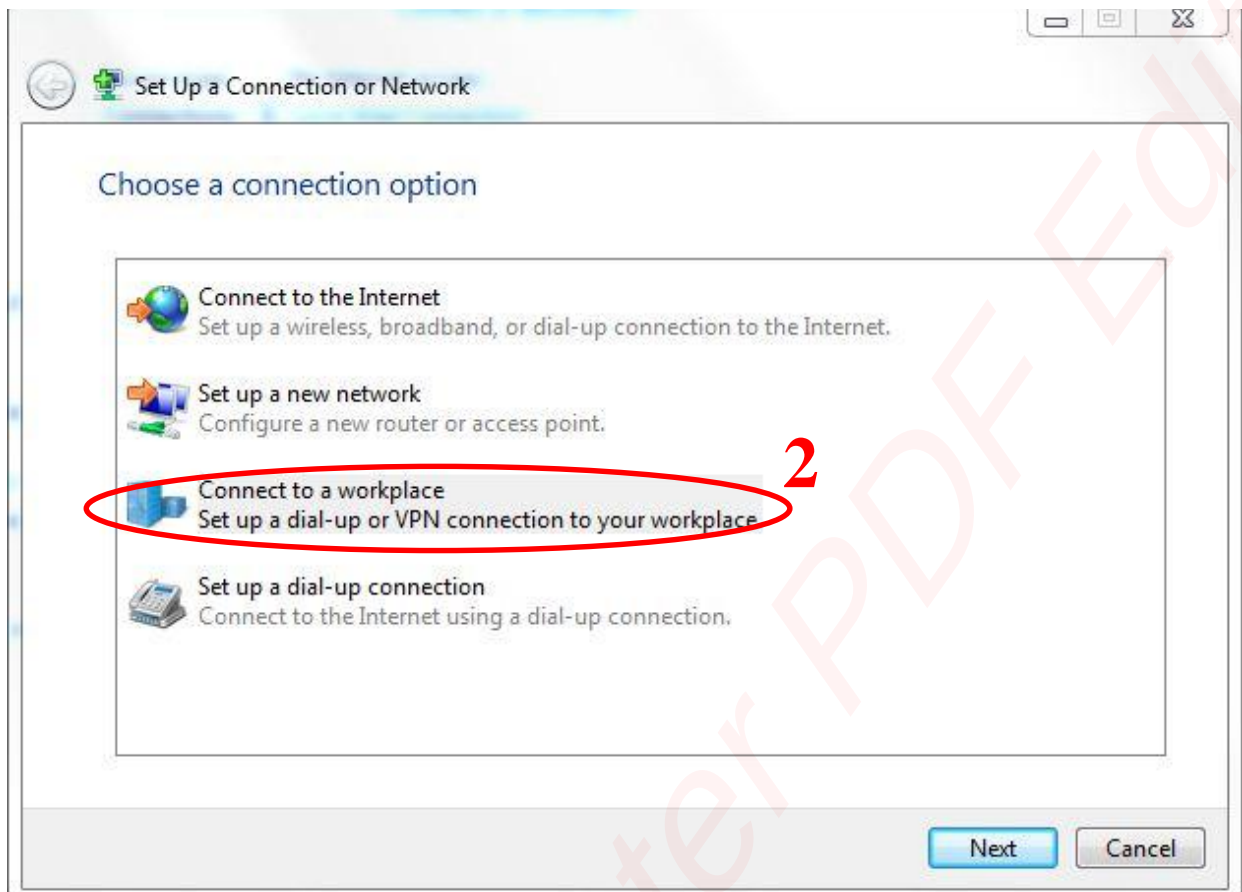 Set Up a Connection or Network
Choose a connection option
Connect to the Internet
Set up a wireless, broadband, or dial-up connection to the Internet.
Set up a new network
Configure a new router or access point.
2
Connect to a workplace
Set up a dial-up or VPN connection to your workplace
Set up a dial-up connection
Connect to the Internet using a dial-up connection.
Next
Cancel
ter PDF Edit